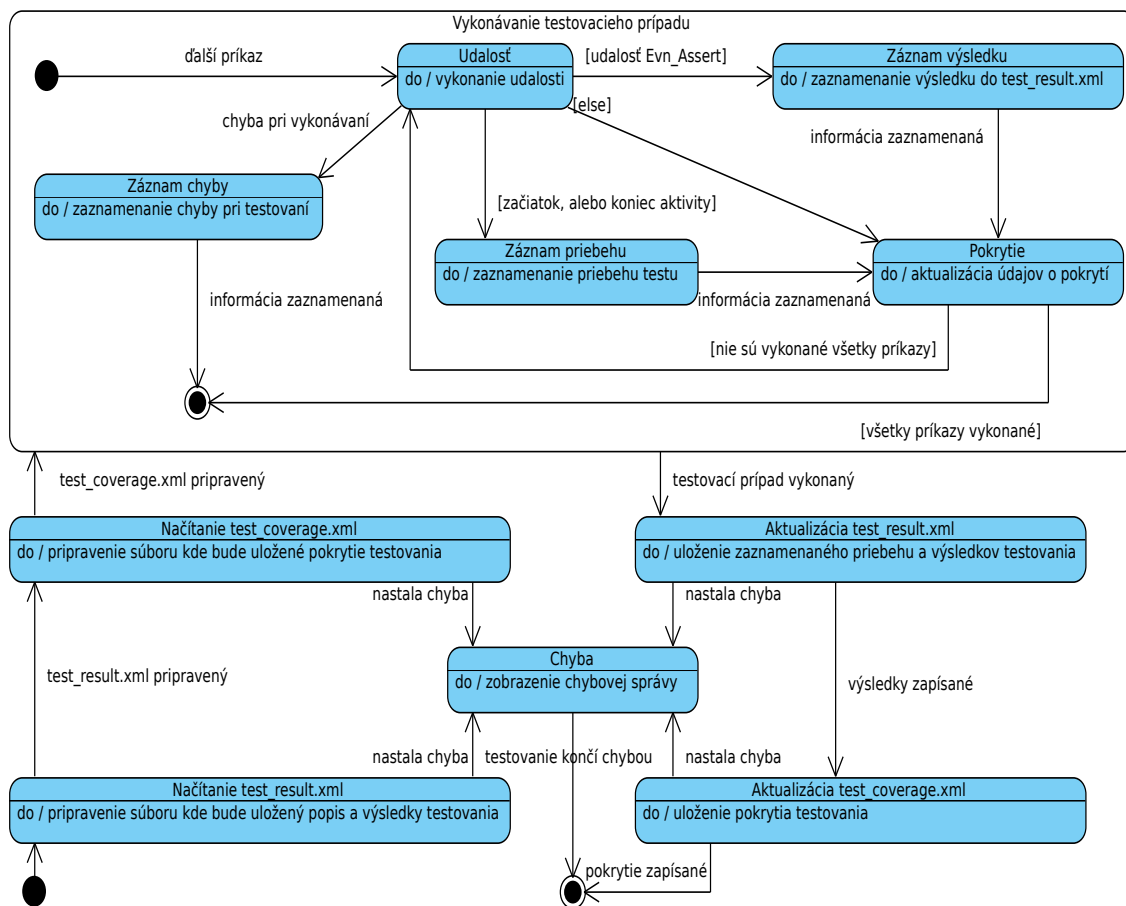 Vykonávanie testovacieho prípadu
ďalší príkaz
Udalosť
do / vykonanie udalosti
[udalosť Evn_Assert]
Záznam výsledku
do / zaznamenanie výsledku do test_result.xml
[else]
chyba pri vykonávaní
informácia zaznamenaná
Záznam chyby
do / zaznamenanie chyby pri testovaní
[začiatok, alebo koniec aktivity]
Záznam priebehu
do / zaznamenanie priebehu testu
Pokrytie
do / aktualizácia údajov o pokrytí
informácia zaznamenaná
informácia zaznamenaná
[nie sú vykonané všetky príkazy]
[všetky príkazy vykonané]
test_coverage.xml pripravený
testovací prípad vykonaný
Načítanie test_coverage.xml
do / pripravenie súboru kde bude uložené pokrytie testovania
Aktualizácia test_result.xml
do / uloženie zaznamenaného priebehu a výsledkov testovania
nastala chyba
nastala chyba
Chyba
do / zobrazenie chybovej správy
test_result.xml pripravený
výsledky zapísané
nastala chyba
testovanie končí chybou
nastala chyba
Načítanie test_result.xml
do / pripravenie súboru kde bude uložený popis a výsledky testovania
Aktualizácia test_coverage.xml
do / uloženie pokrytia testovania
pokrytie zapísané